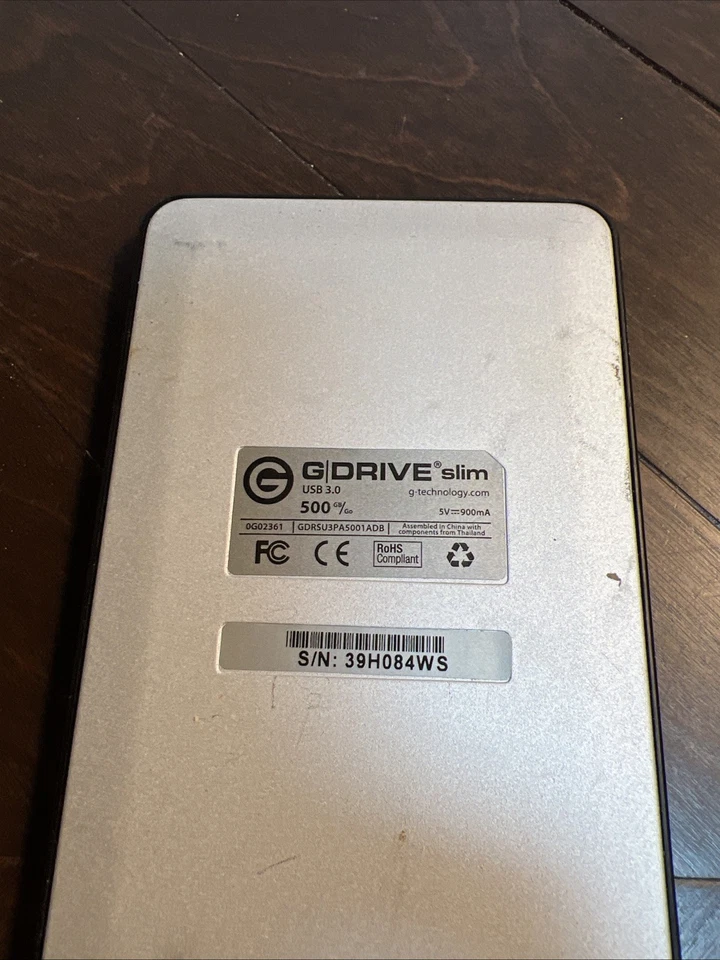 G G|DRIVE® slim
USB 3.0 g-technology.com
500 GB/Go 5V⎓900mA
0G02361 | GDRSU3PA5001ADB | Assembled in China with
components from Thailand
FC CE RoHS
Compliant
S/N: 39H084WS